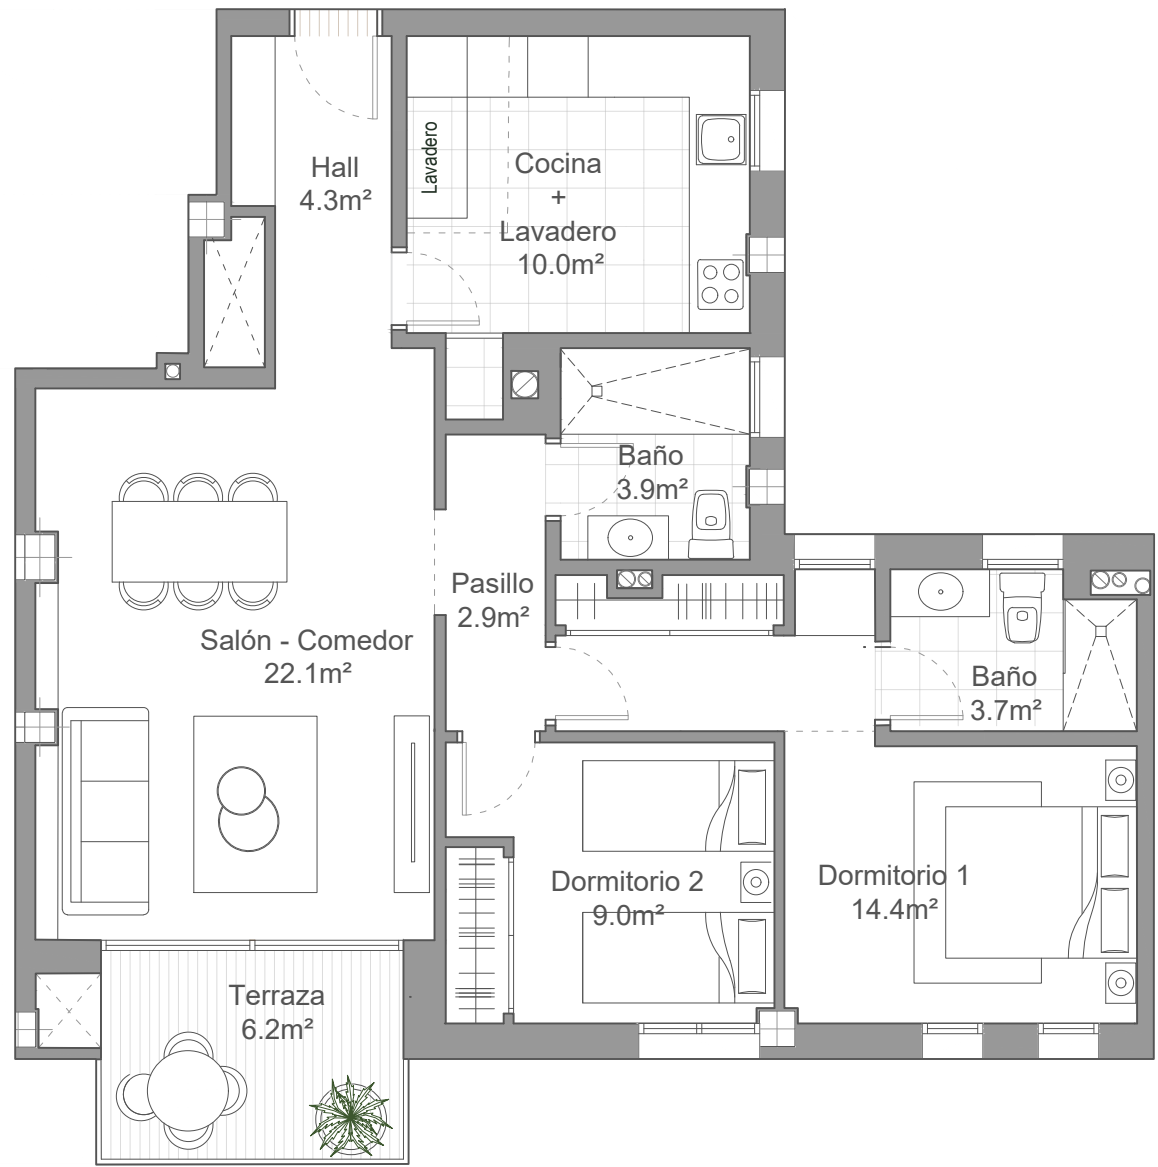 Hall
4.3m²
Lavadero
Cocina
+
Lavadero
10.0m²
Baño
3.9m²
Pasillo
2.9m²
Salón - Comedor
22.1m²
Baño
3.7m²
Dormitorio 2
9.0m²
Dormitorio 1
14.4m²
Terraza
6.2m²